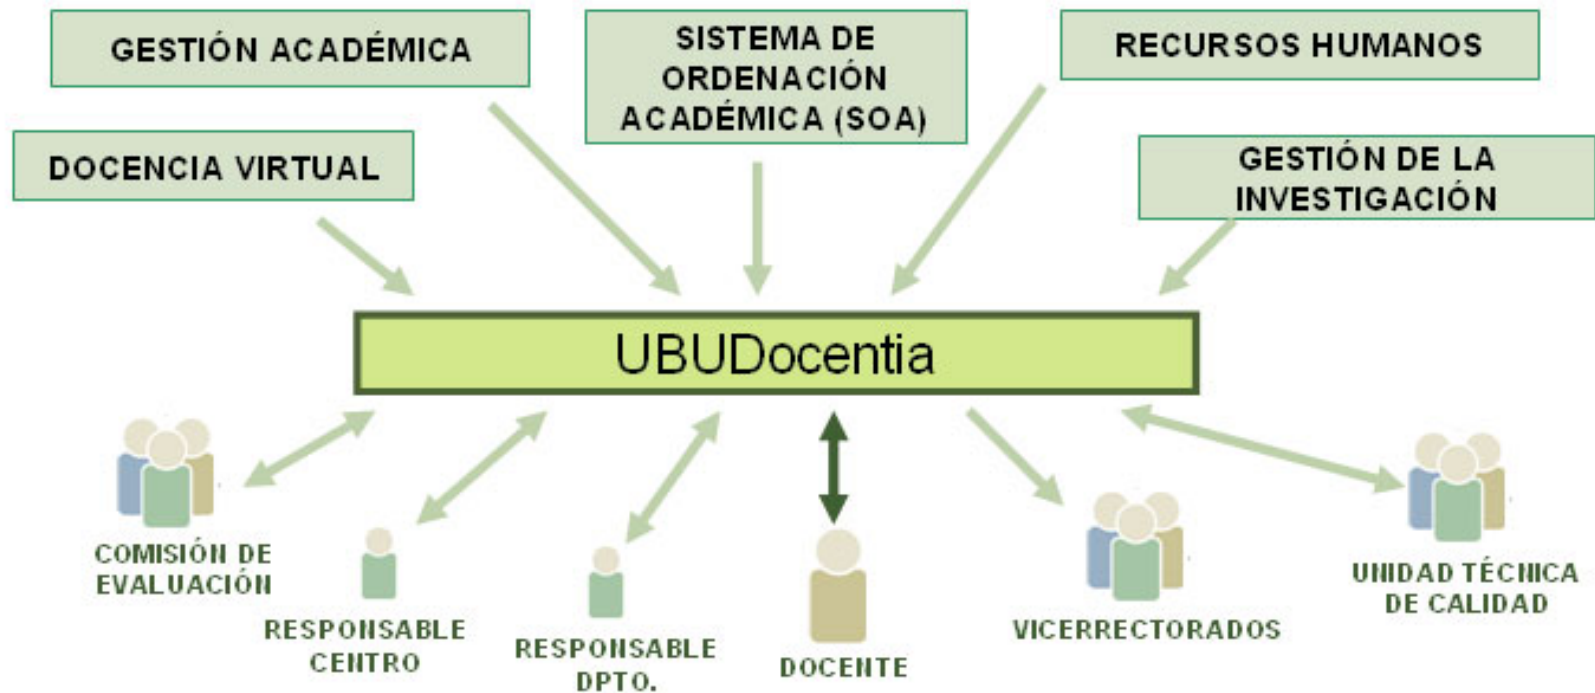 GESTIÓN ACADÉMICA
SISTEMA DE
ORDENACIÓN
ACADÉMICA (SOA)
RECURSOS HUMANOS
DOCENCIA VIRTUAL
GESTIÓN DE LA
INVESTIGACIÓN
UBUDocentia
COMISIÓN DE
EVALUACIÓN
RESPONSABLE
CENTRO
RESPONSABLE
DPTO.
DOCENTE
VICERRECTORADOS
UNIDAD TÉCNICA
DE CALIDAD